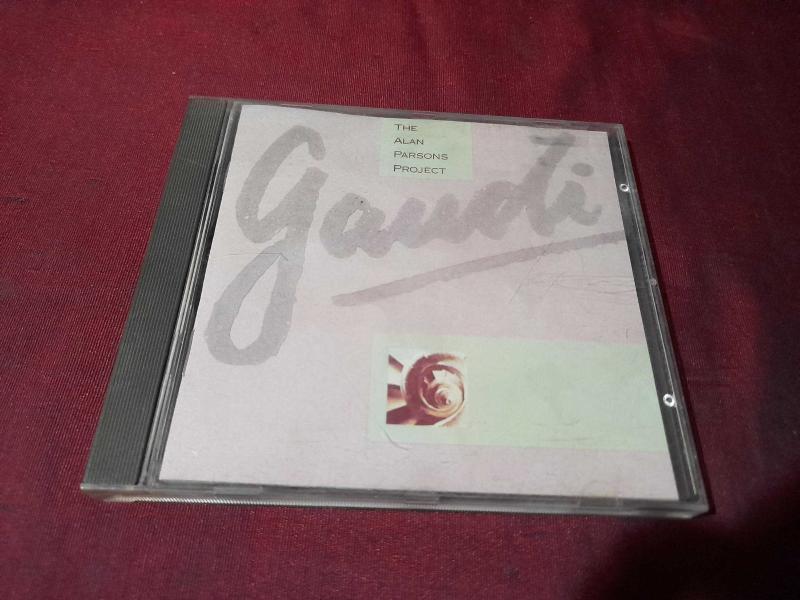 THE
ALAN
PARSONS
PROJECT
gaudi